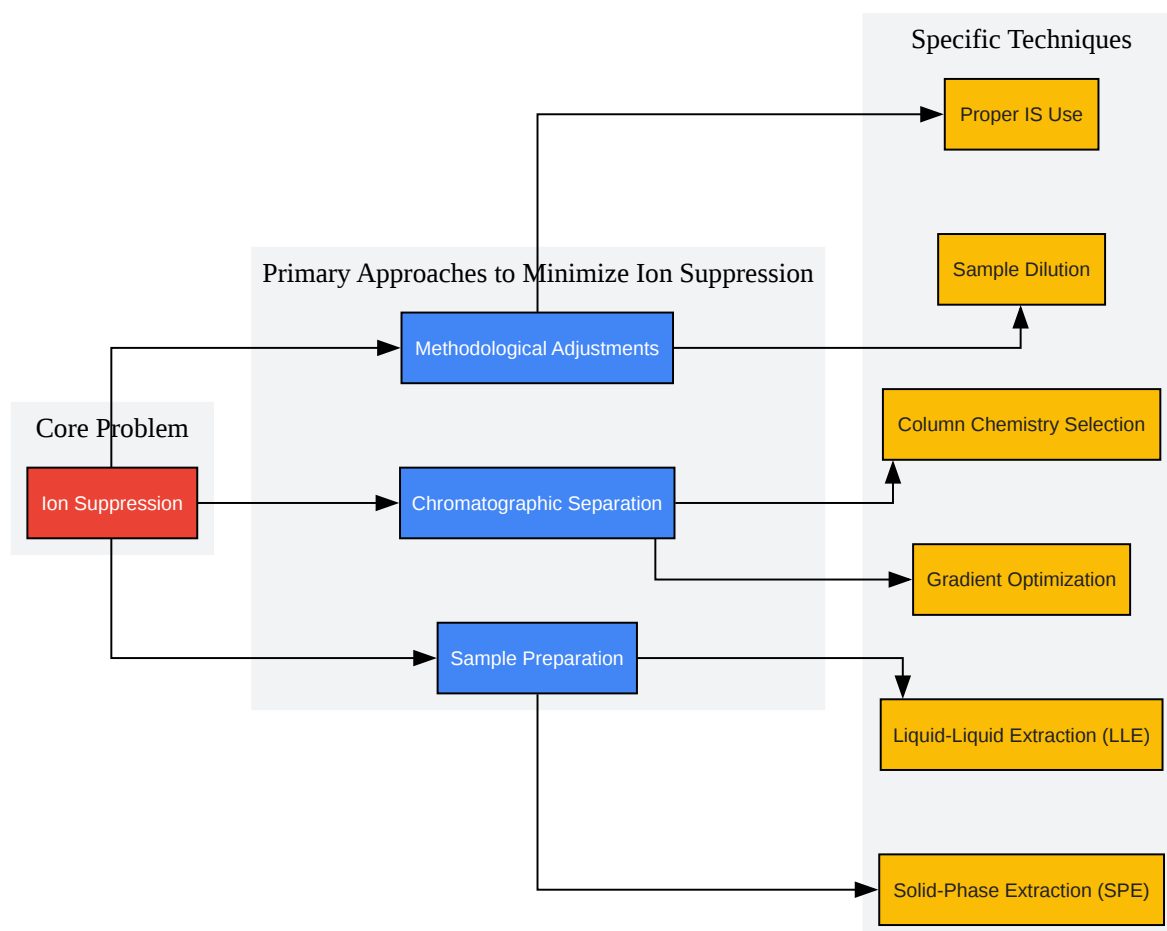 Specific Techniques
Proper IS Use
Sample Dilution
Primary Approaches to Minimize Ion Suppression
Methodological Adjustments
Core Problem
Column Chemistry Selection
Ion Suppression
Chromatographic Separation
Gradient Optimization
Sample Preparation
Liquid-Liquid Extraction (LLE)
Solid-Phase Extraction (SPE)